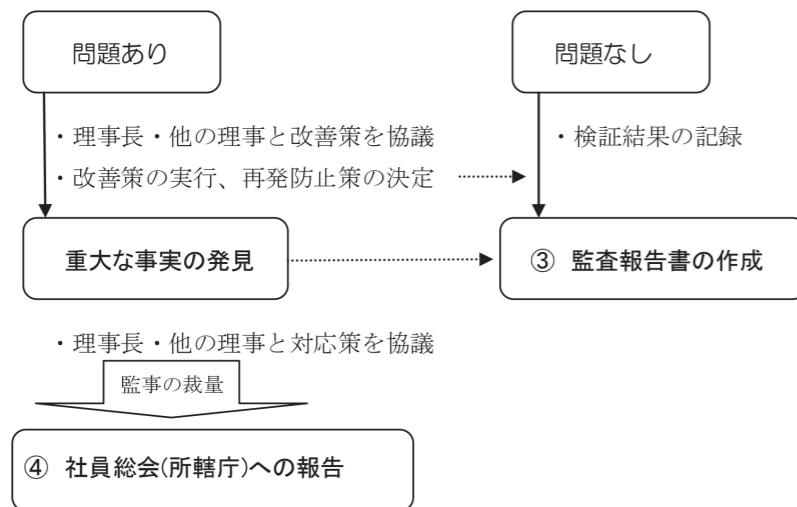 問題あり
問題なし
・理事長・他の理事と改善策を協議
・検証結果の記録
・改善策の実行、再発防止策の決定
重大な事実の発見
③ 監査報告書の作成
・理事長・他の理事と対応策を協議
監事の裁量
④ 社員総会(所轄庁)への報告